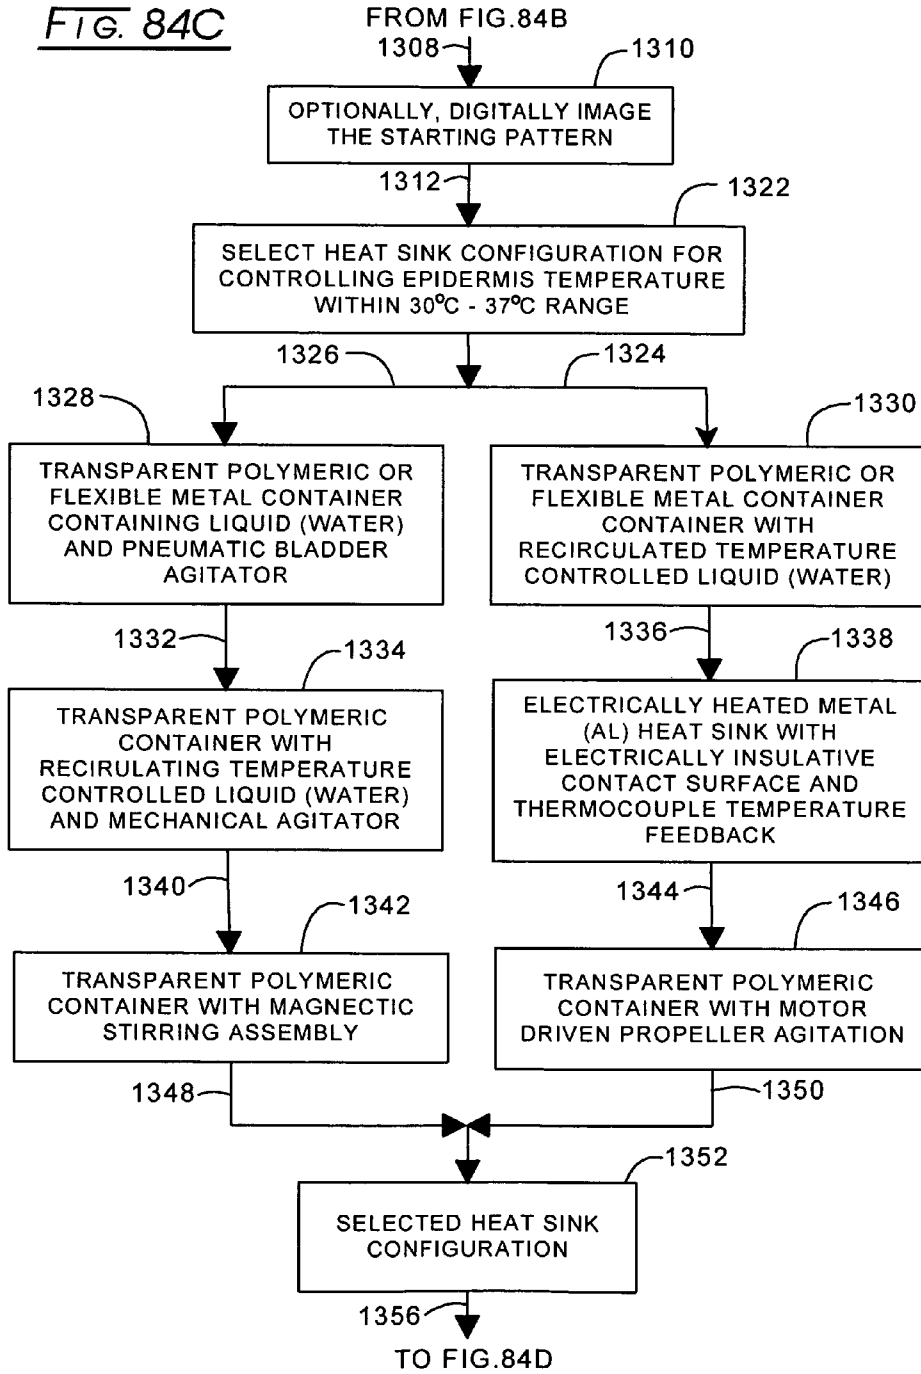 FIG. 84C
FROM FIG.84B
1308
1310
OPTIONALLY, DIGITALLY IMAGE
THE STARTING PATTERN
1312
1322
SELECT HEAT SINK CONFIGURATION FOR
CONTROLLING EPIDERMIS TEMPERATURE
WITHIN 30°C - 37°C RANGE
1326
1324
1328
1330
TRANSPARENT POLYMERIC OR
FLEXIBLE METAL CONTAINER
CONTAINING LIQUID (WATER)
AND PNEUMATIC BLADDER
AGITATOR
TRANSPARENT POLYMERIC OR
FLEXIBLE METAL CONTAINER
CONTAINER WITH
RECIRCULATED TEMPERATURE
CONTROLLED LIQUID (WATER)
1332
1334
1336
1338
TRANSPARENT POLYMERIC
CONTAINER WITH
RECIRULATING TEMPERATURE
CONTROLLED LIQUID (WATER)
AND MECHANICAL AGITATOR
ELECTRICALLY HEATED METAL
(AL) HEAT SINK WITH
ELECTRICALLY INSULATIVE
CONTACT SURFACE AND
THERMOCOUPLE TEMPERATURE
FEEDBACK
1340
1342
1344
1346
TRANSPARENT POLYMERIC
CONTAINER WITH MAGNECTIC
STIRRING ASSEMBLY
TRANSPARENT POLYMERIC
CONTAINER WITH MOTOR
DRIVEN PROPELLER AGITATION
1348
1350
1352
SELECTED HEAT SINK
CONFIGURATION
1356
TO FIG.84D